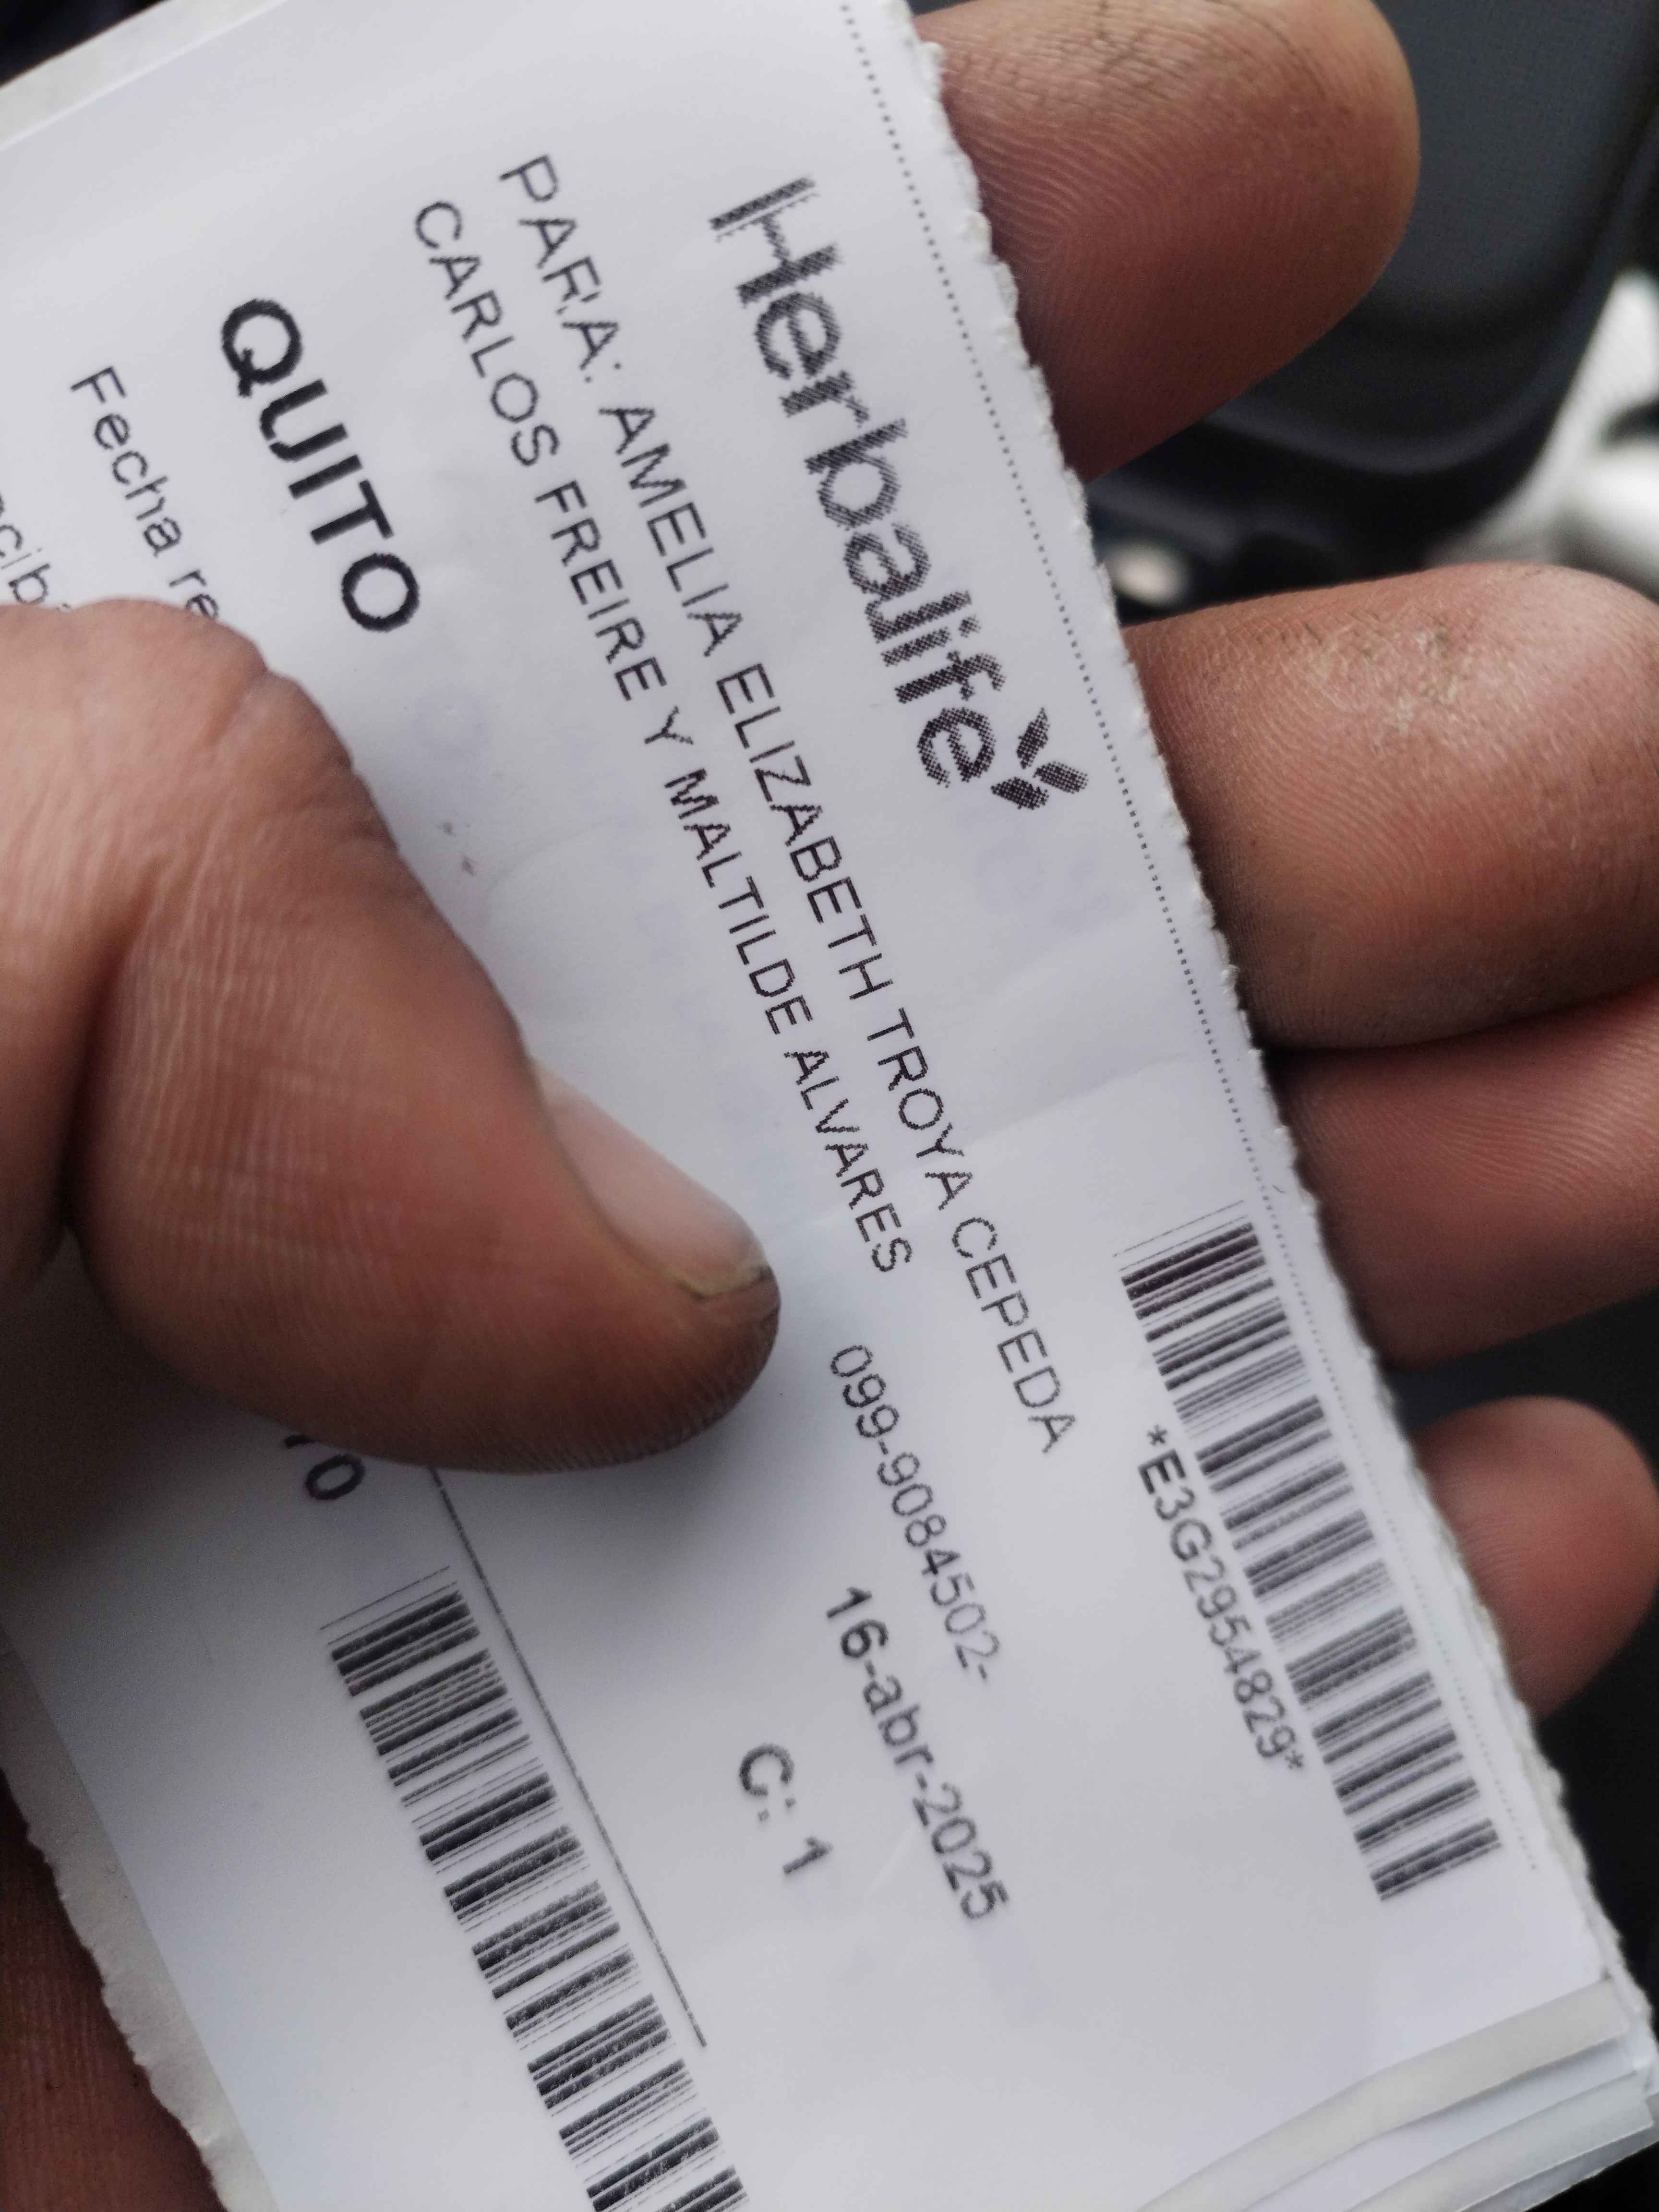 Herbalife
*E3G2954829*
PARA: AMELIA ELIZABETH TROYA CEPEDA
CARLOS FREIRE Y MALTILDE ALVARES
099-9084502-
16-abr-2025
QUITO
C: 1
Fecha